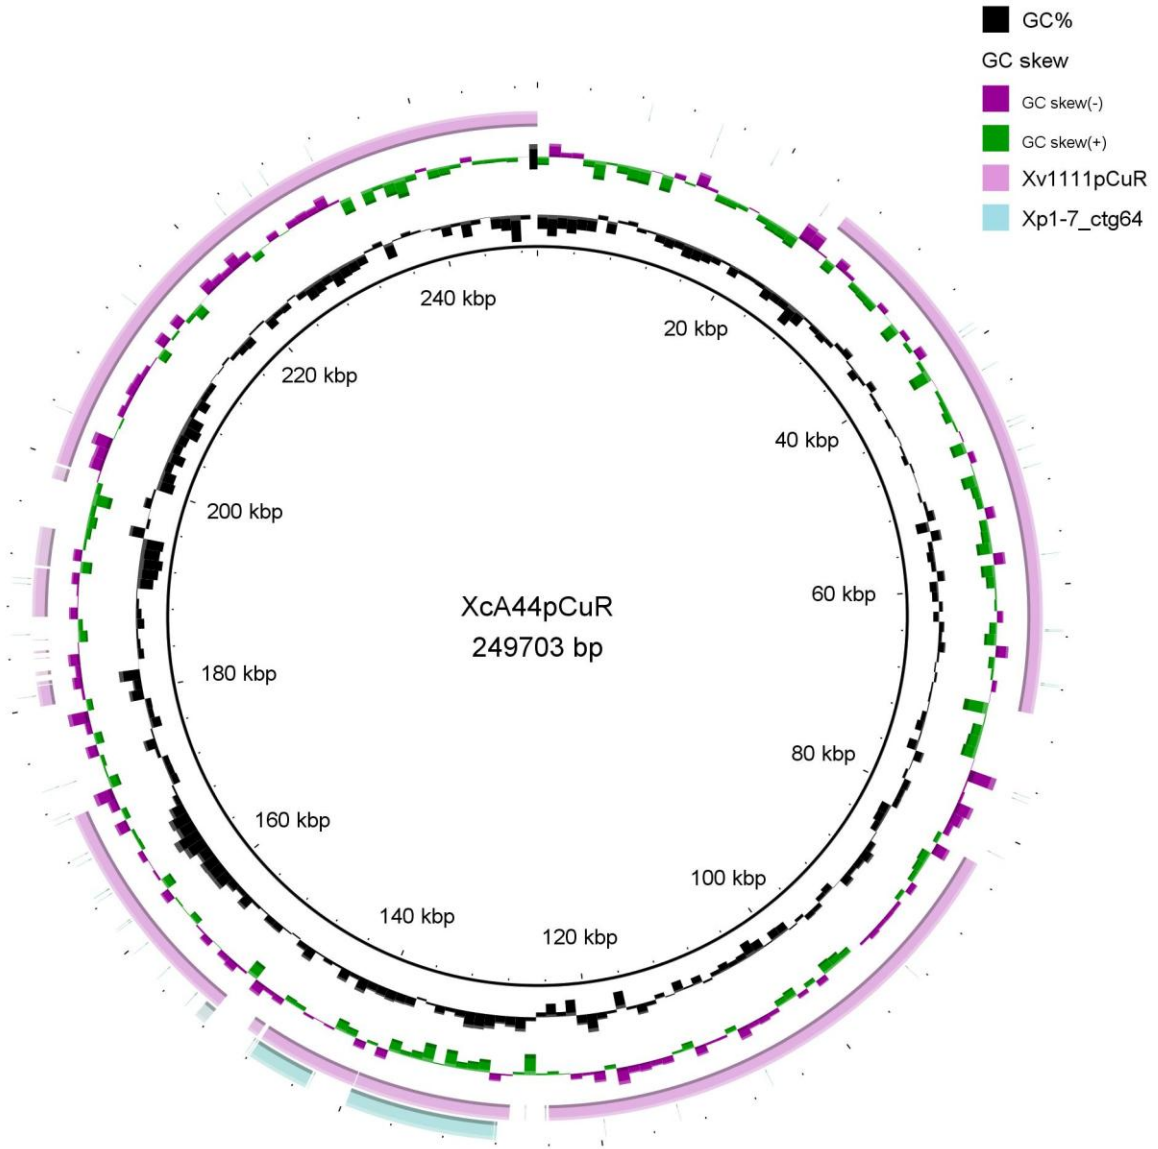 GC%
GC skew
GC skew(-)
GC skew(+)
Xv1111pCuR
Xp1-7_ctg64
240 kbp
20 kbp
220 kbp
40 kbp
200 kbp
60 kbp
XcA44pCuR
249703 bp
180 kbp
80 kbp
160 kbp
100 kbp
140 kbp
120 kbp